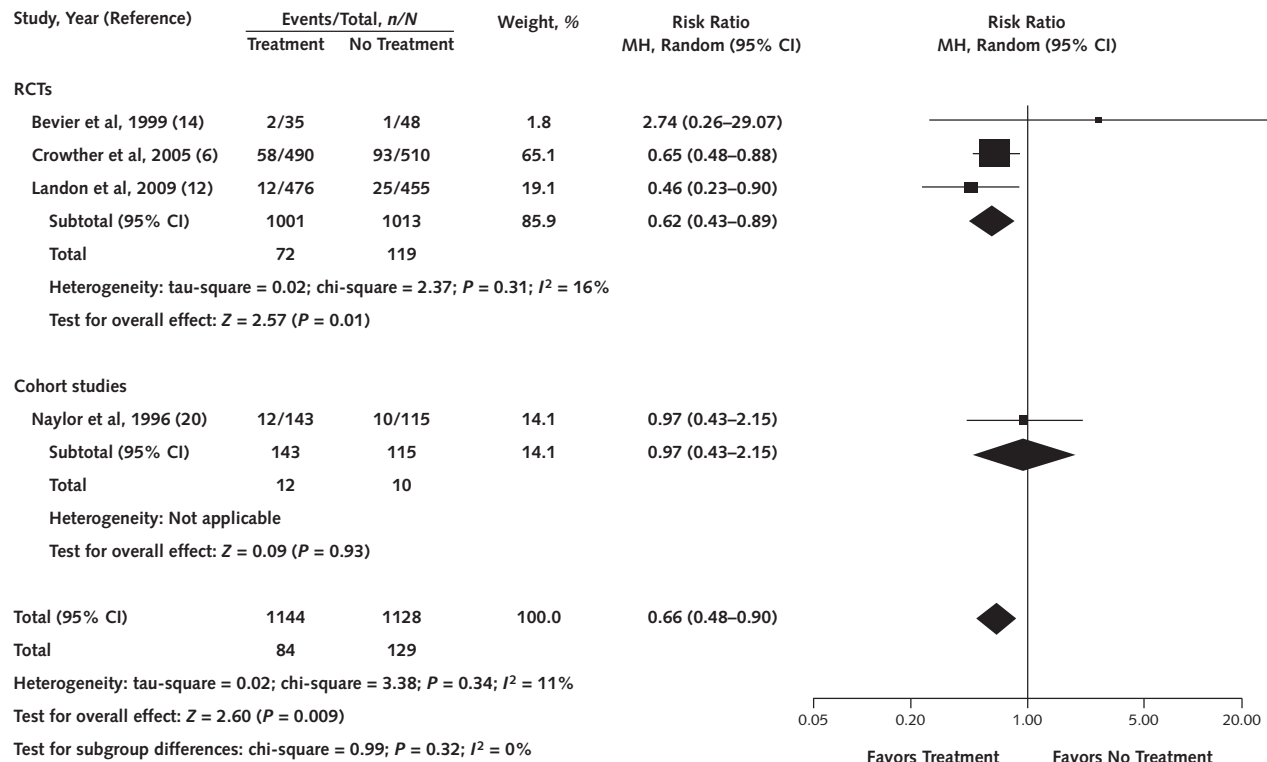 Study, Year (Reference) Events/Total, n/N Weight, % Risk Ratio Risk Ratio
Treatment No Treatment MH, Random (95% CI) MH, Random (95% CI)
RCTs
Bevier et al, 1999 (14) 2/35 1/48 1.8 2.74 (0.26–29.07)
Crowther et al, 2005 (6) 58/490 93/510 65.1 0.65 (0.48–0.88)
Landon et al, 2009 (12) 12/476 25/455 19.1 0.46 (0.23–0.90)
Subtotal (95% CI) 1001 1013 85.9 0.62 (0.43–0.89)
Total 72 119
Heterogeneity: tau-square = 0.02; chi-square = 2.37; P = 0.31; I² = 16%
Test for overall effect: Z = 2.57 (P = 0.01)
Cohort studies
Naylor et al, 1996 (20) 12/143 10/115 14.1 0.97 (0.43–2.15)
Subtotal (95% CI) 143 115 14.1 0.97 (0.43–2.15)
Total 12 10
Heterogeneity: Not applicable
Test for overall effect: Z = 0.09 (P = 0.93)
Total (95% CI) 1144 1128 100.0 0.66 (0.48–0.90)
Total 84 129
Heterogeneity: tau-square = 0.02; chi-square = 3.38; P = 0.34; I² = 11%
Test for overall effect: Z = 2.60 (P = 0.009)
Test for subgroup differences: chi-square = 0.99; P = 0.32; I² = 0%
0.05 0.20 1.00 5.00 20.00
Favors Treatment Favors No Treatment